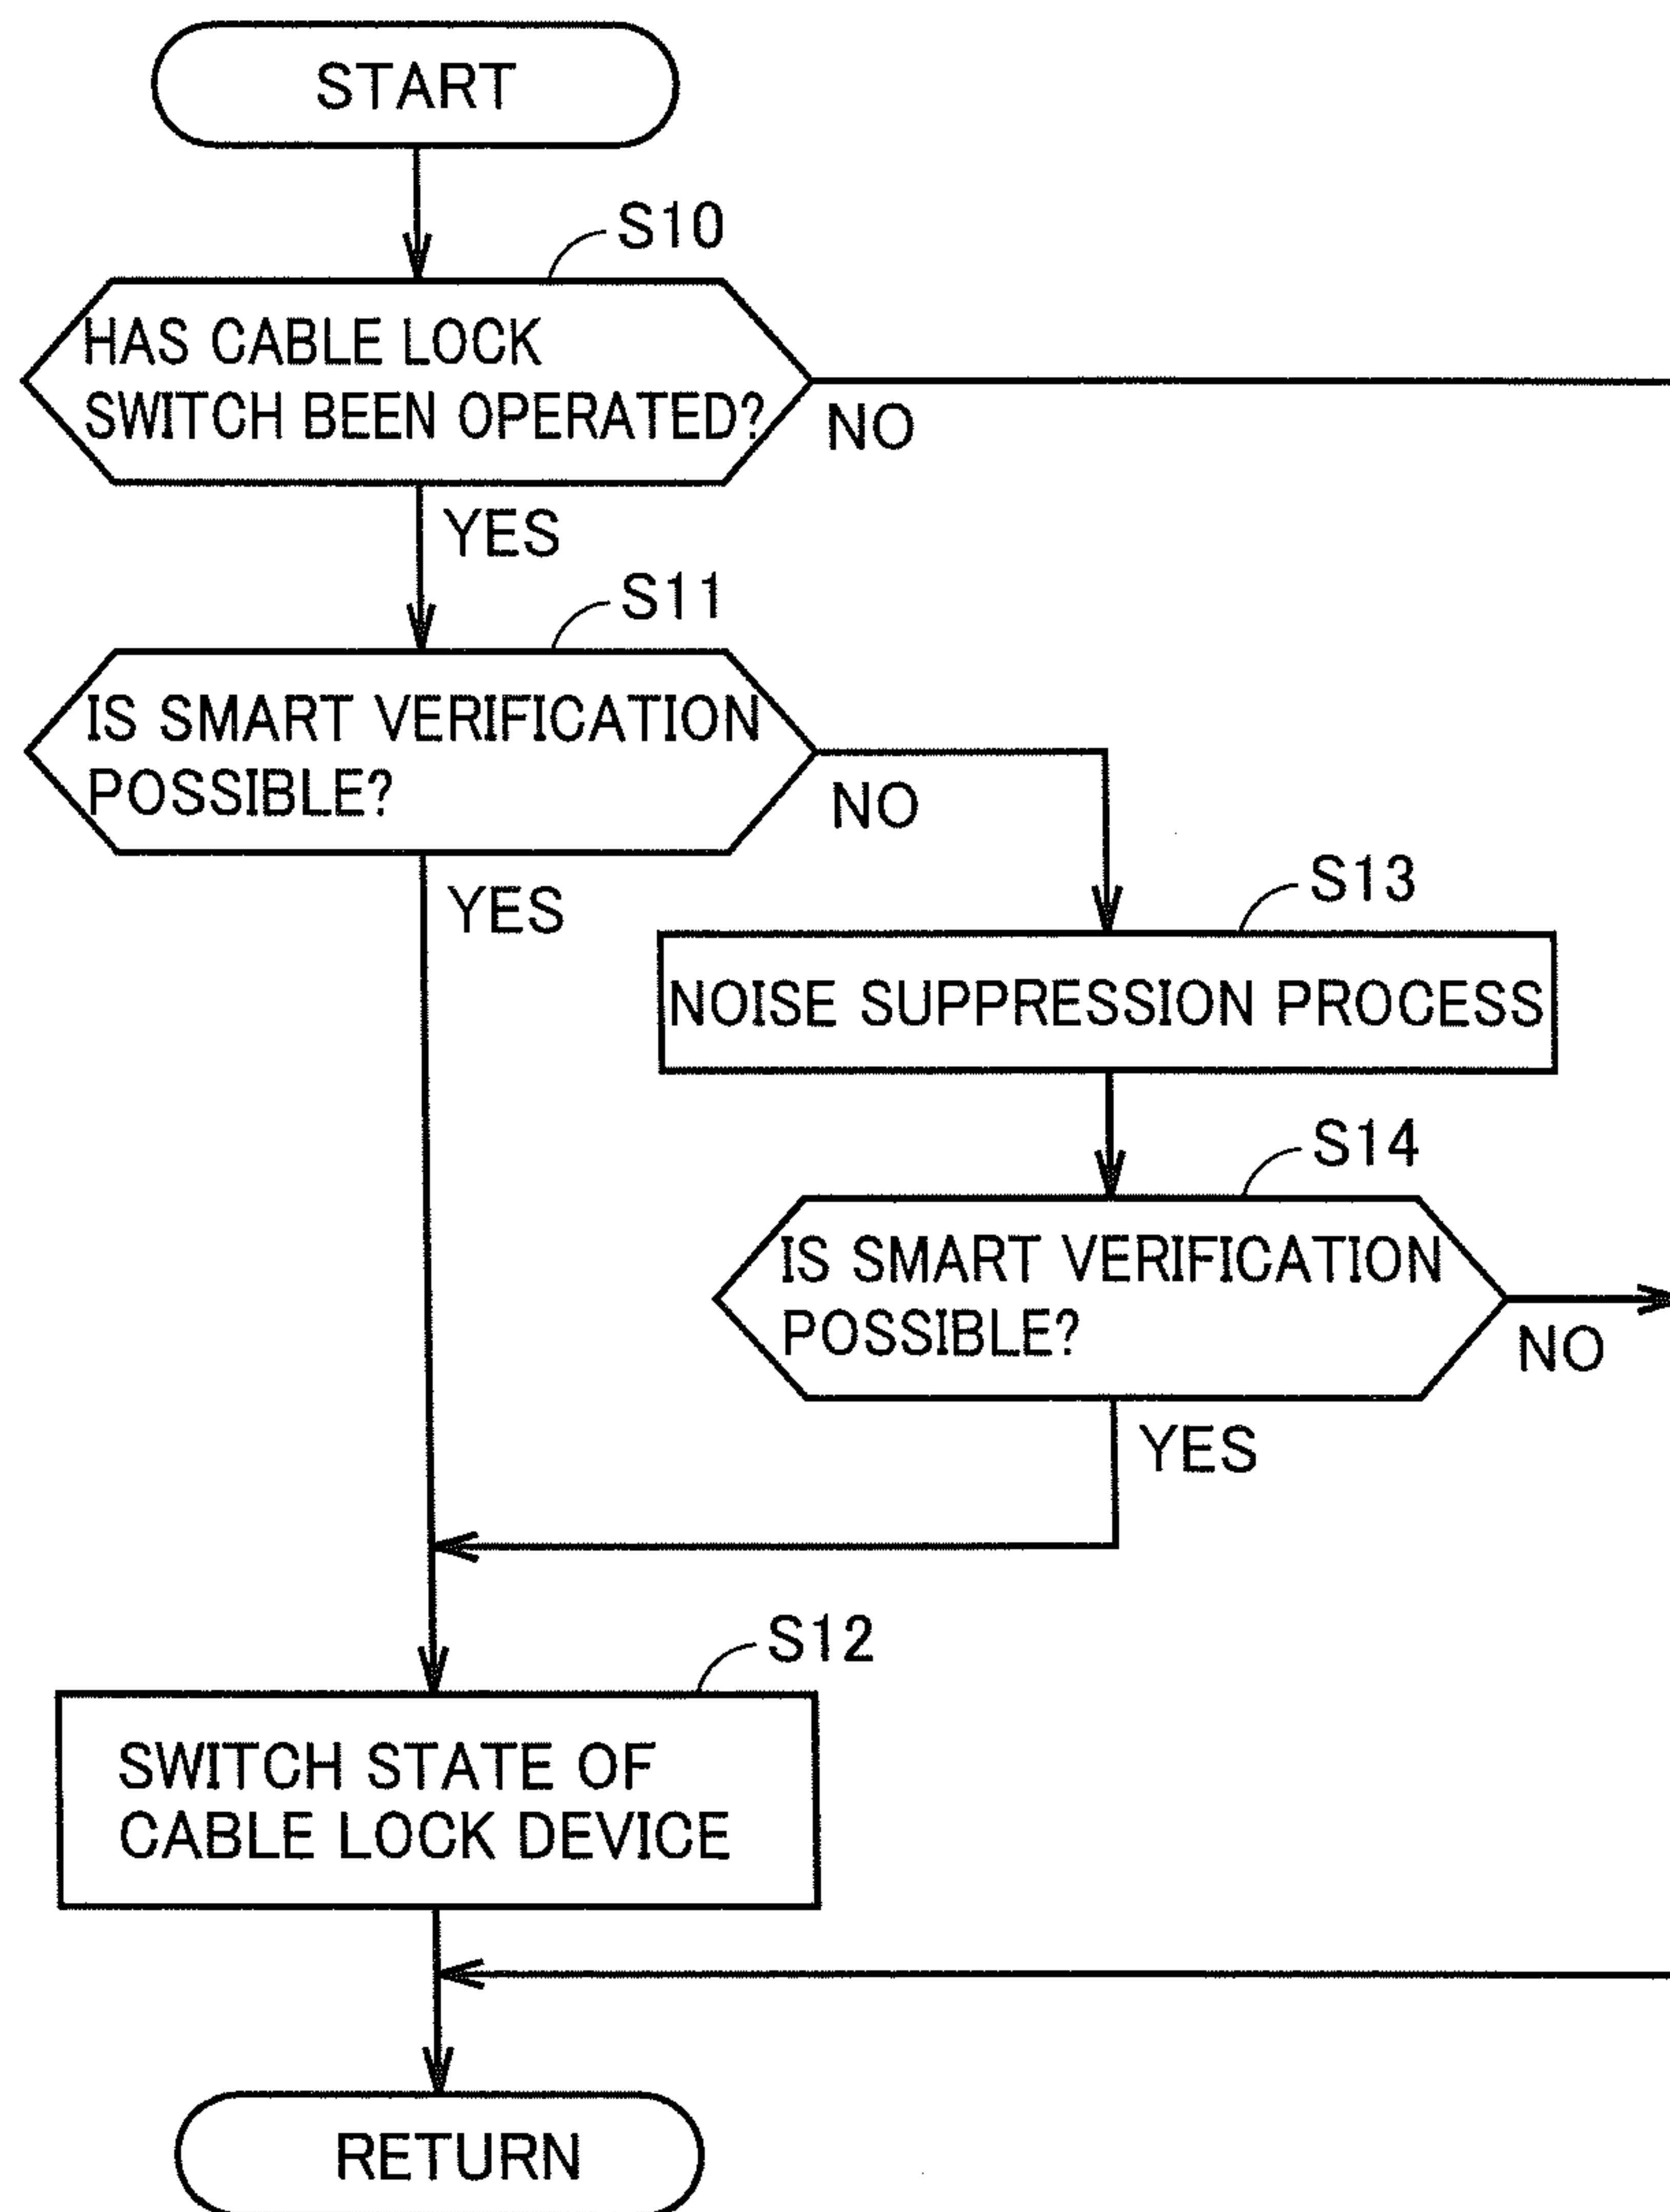 START
S10
HAS CABLE LOCK
SWITCH BEEN OPERATED?
NO
YES
S11
IS SMART VERIFICATION
POSSIBLE?
NO
YES
S13
NOISE SUPPRESSION PROCESS
S14
IS SMART VERIFICATION
POSSIBLE?
NO
YES
S12
SWITCH STATE OF
CABLE LOCK DEVICE
RETURN